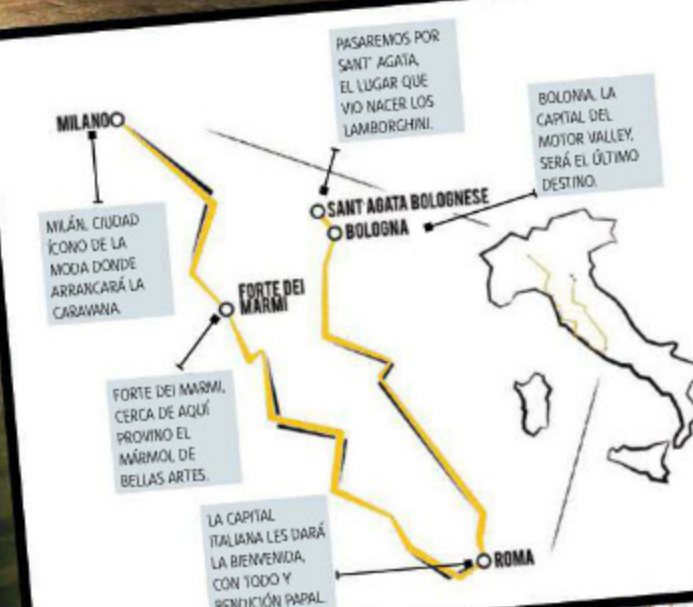 PASAREMOS POR
SANT' AGATA,
EL LUGAR QUE
VIO NACER LOS
LAMBORGHINI.
BOLONIA, LA
CAPITAL DEL
MOTOR VALLEY,
SERÁ EL ÚLTIMO
DESTINO.
MILANO
SANT AGATA BOLOGNESE
BOLOGNA
MILÁN, CIUDAD
ÍCONO DE LA
MODA DONDE
ARRANCARÁ LA
CARAVANA.
FORTE DEI
MARMI
FORTE DEI MARMI,
CERCA DE AQUÍ
PROVINO EL
MÁRMOL DE
BELLAS ARTES.
LA CAPITAL
ITALIANA LES DARÁ
LA BIENVENIDA,
CON TODO Y
BENDICIÓN PAPAL.
ROMA